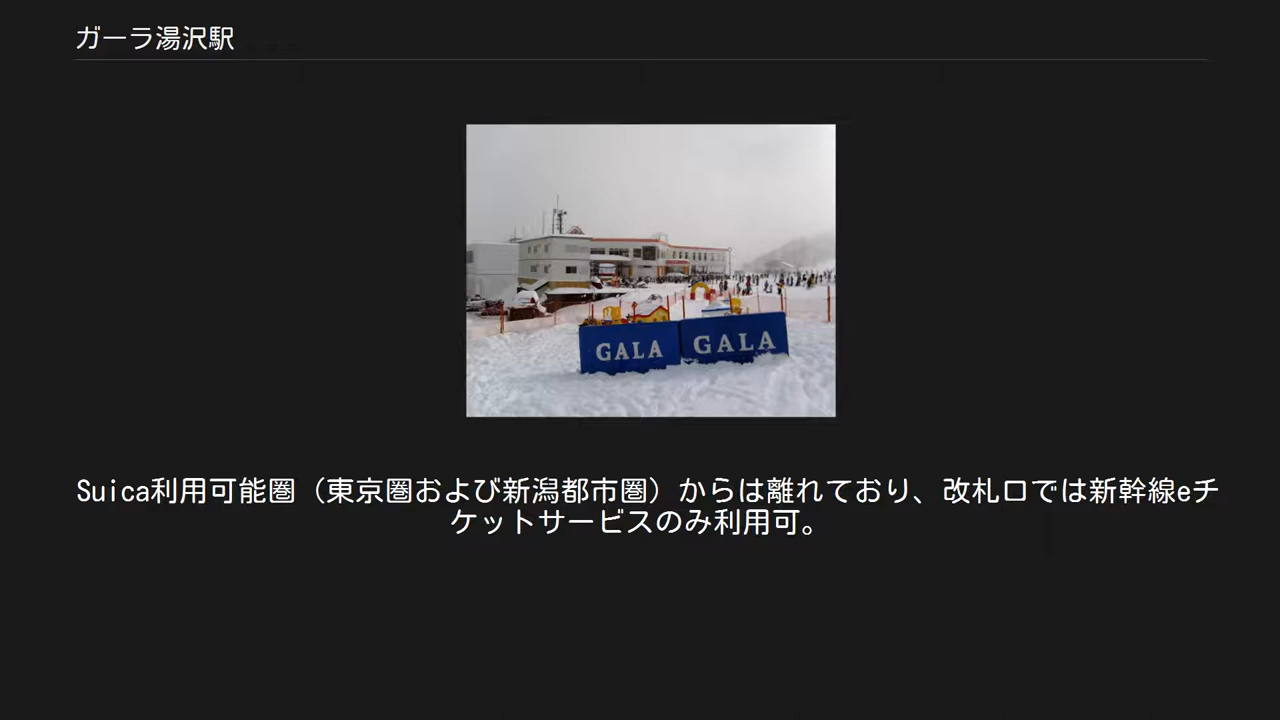 ガーラ湯沢駅
GALA GALA
Suica利用可能圏（東京圏および新潟都市圏）からは離れており、改札口では新幹線eチ
ケットサービスのみ利用可。